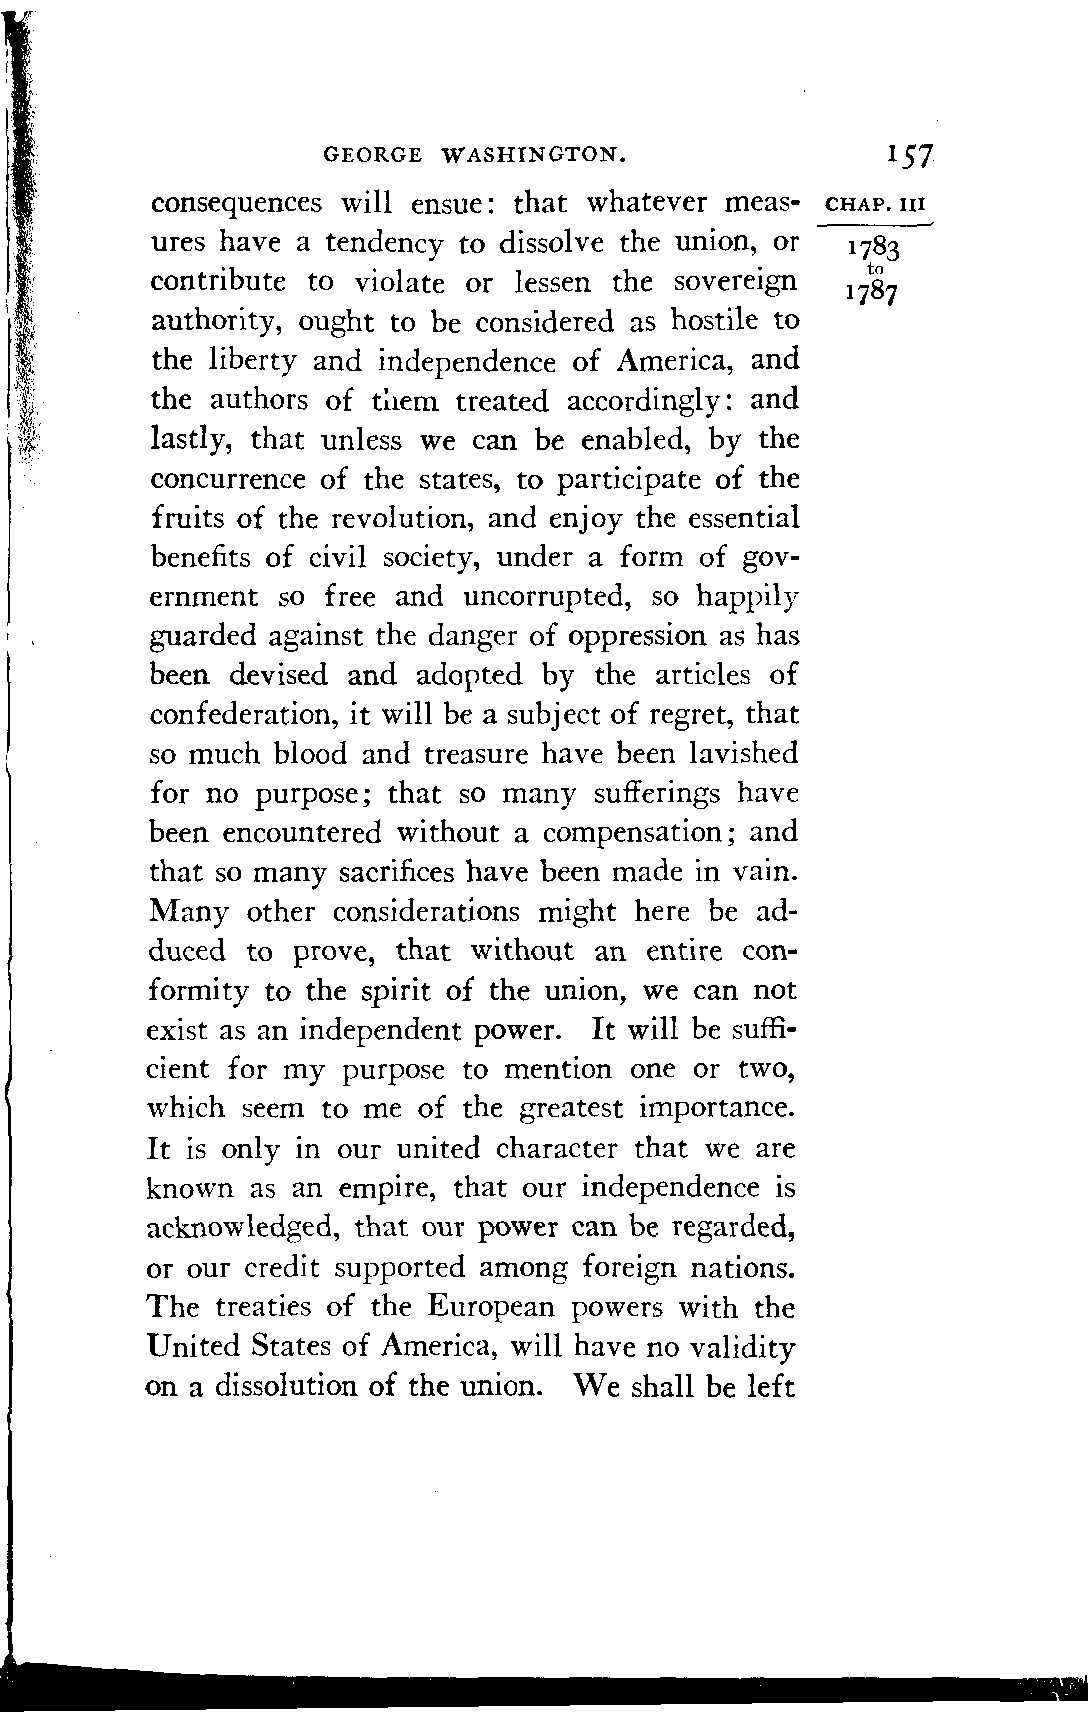 GEORGE WASHINGTON. 157
consequences will ensue: that whatever meas-
ures have a tendency to dissolve the union, or
contribute to violate or lessen the sovereign
authority, ought to be considered as hostile to
the liberty and independence of America, and
the authors of them treated accordingly: and
lastly, that unless we can be enabled, by the
concurrence of the states, to participate of the
fruits of the revolution, and enjoy the essential
benefits of civil society, under a form of gov-
ernment so free and uncorrupted, so happily
guarded against the danger of oppression as has
been devised and adopted by the articles of
confederation, it will be a subject of regret, that
so much blood and treasure have been lavished
for no purpose; that so many sufferings have
been encountered without a compensation; and
that so many sacrifices have been made in vain.
Many other considerations might here be ad-
duced to prove, that without an entire con-
formity to the spirit of the union, we can not
exist as an independent power. It will be suffi-
cient for my purpose to mention one or two,
which seem to me of the greatest importance.
It is only in our united character that we are
known as an empire, that our independence is
acknowledged, that our power can be regarded,
or our credit supported among foreign nations.
The treaties of the European powers with the
United States of America, will have no validity
on a dissolution of the union. We shall be left
CHAP. III
1783
to
1787